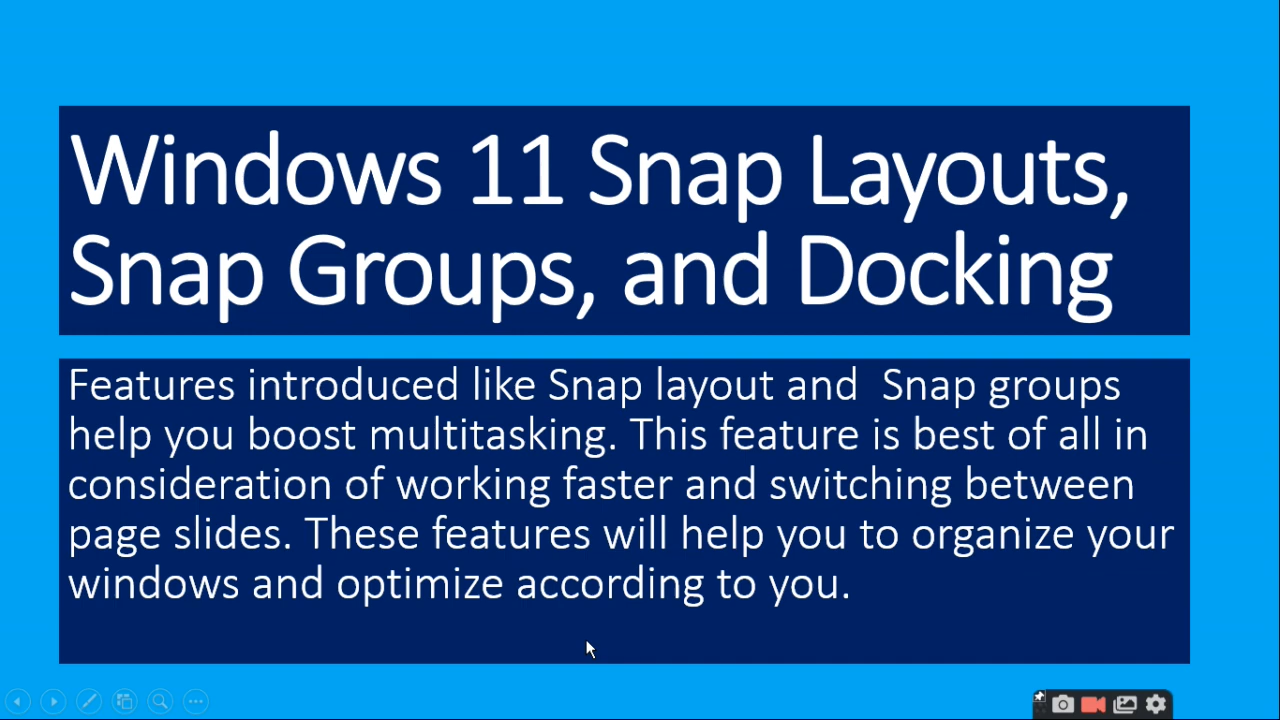 Windows 11 Snap Layouts,
Snap Groups, and Docking
Features introduced like Snap layout and  Snap groups
help you boost multitasking. This feature is best of all in
consideration of working faster and switching between
page slides. These features will help you to organize your
windows and optimize according to you.